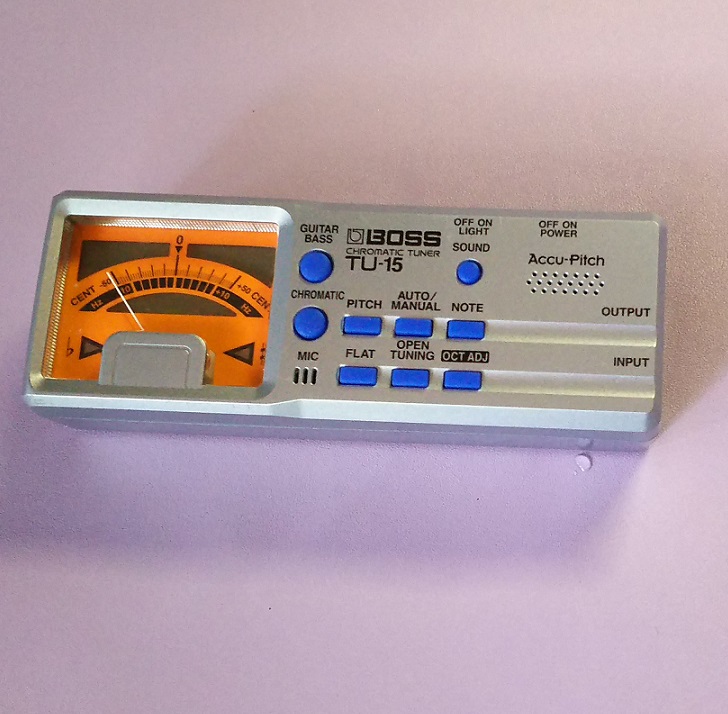 0
CENT -50
+50 CENT
Hz -10
+10 Hz
♭
GUITAR
BASS
CHROMATIC
MIC
BOSS
CHROMATIC TUNER
TU-15
PITCH
AUTO/
MANUAL
NOTE
FLAT
OPEN
TUNING
OCT ADJ
OFF ON
LIGHT
SOUND
OFF ON
POWER
Accu-Pitch
OUTPUT
INPUT